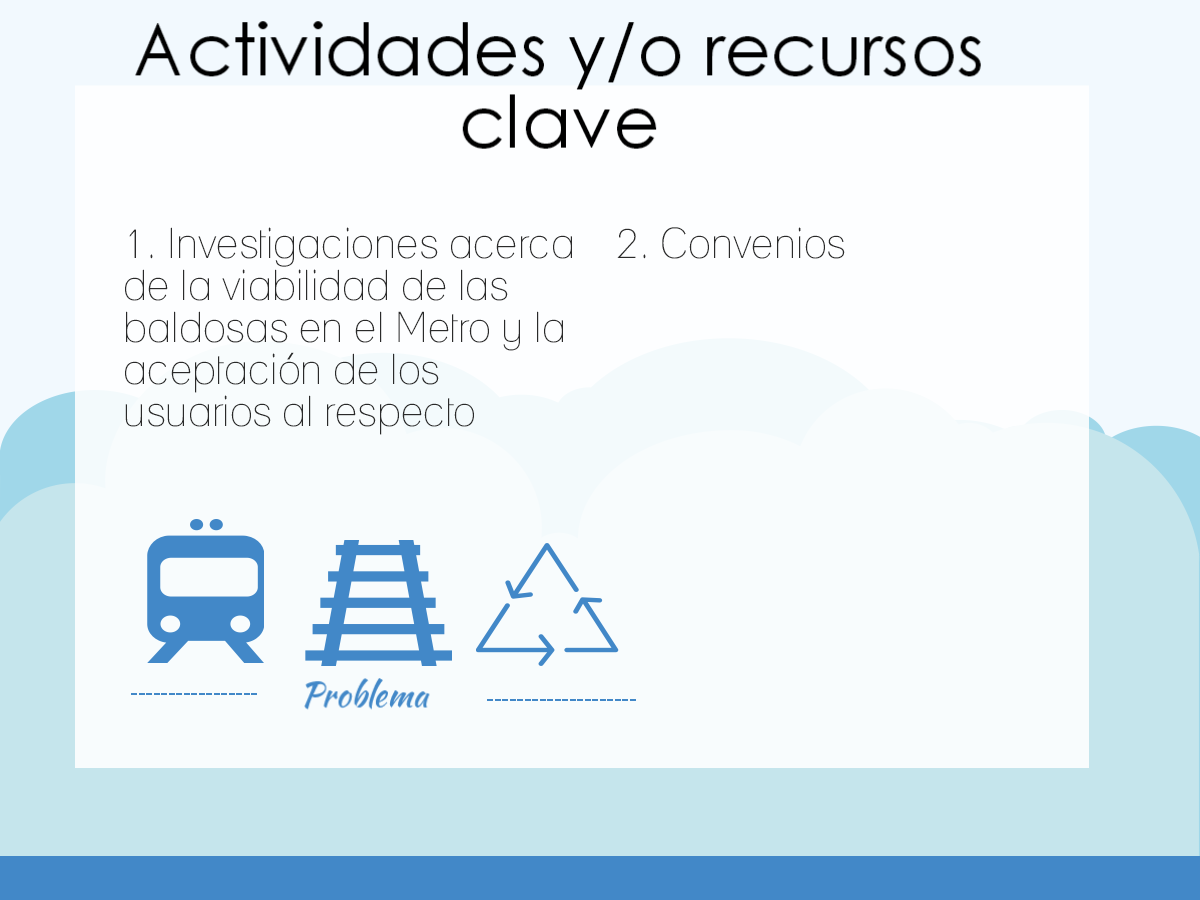 Actividades y/o recursos
clave
1. Investigaciones acerca
de la viabilidad de las
baldosas en el Metro y la
aceptación de los
usuarios al respecto
2. Convenios
Problema